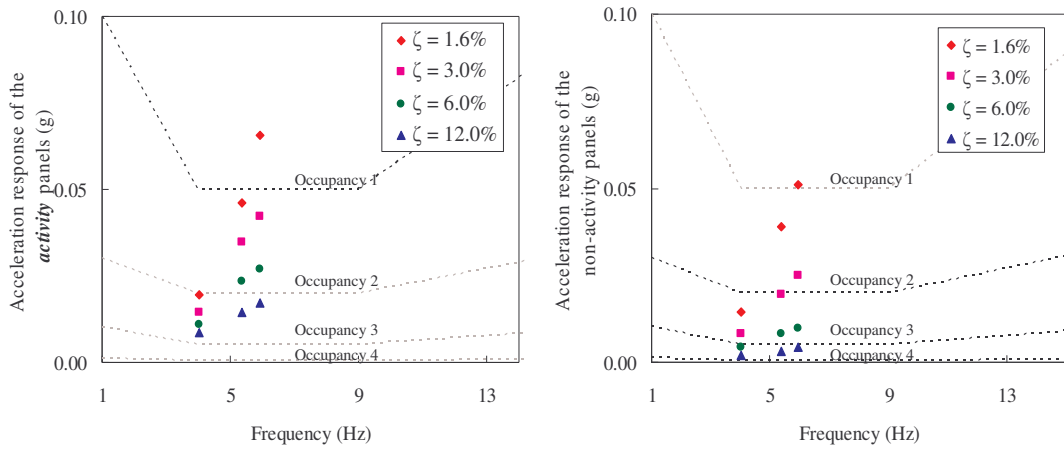 Acceleration response of the
activity panels (g)
0.10
0.05
0.00
ζ = 1.6%
ζ = 3.0%
ζ = 6.0%
ζ = 12.0%
Occupancy 1
Occupancy 2
Occupancy 3
Occupancy 4
1
5
9
13
Frequency (Hz)
Acceleration response of the
non-activity panels (g)
0.10
0.05
0.00
ζ = 1.6%
ζ = 3.0%
ζ = 6.0%
ζ = 12.0%
Occupancy 1
Occupancy 2
Occupancy 3
Occupancy 4
1
5
9
13
Frequency (Hz)